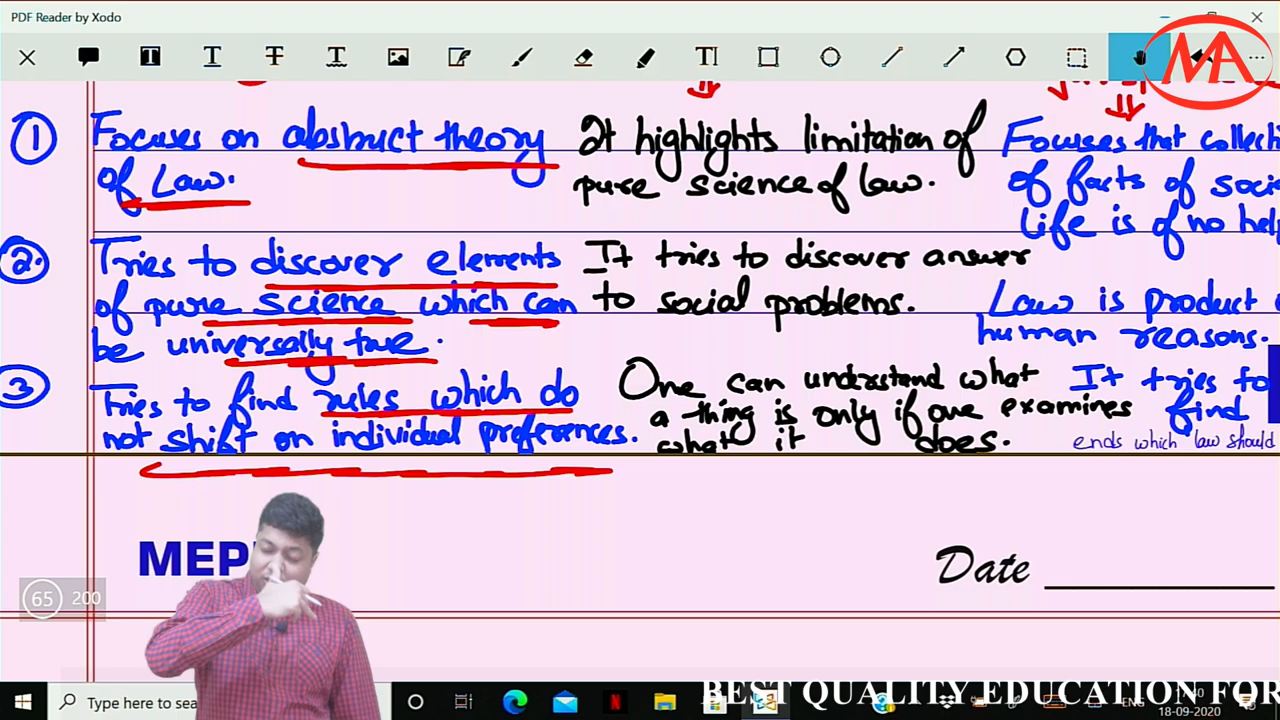 PDF Reader by Xodo
MA
1
Focuses on abstruct theory
of Law.
It highlights limitation of
pure science of law.
Focuses that collect
of facts of soci
life is of no hel
2.
Tries to discover elements
of pure science which can
be universally true.
It tries to discover answer
to social problems.
Law is product
human reasons.
3
Tries to find rules which do
not shift on individual preferences.
One can understand what
a thing is only if one examines
what it does.
It tries to
find
ends which law should
MEP
Date
65 200
Type here to sea
ENG
18-09-2020
BEST QUALITY EDUCATION FOR